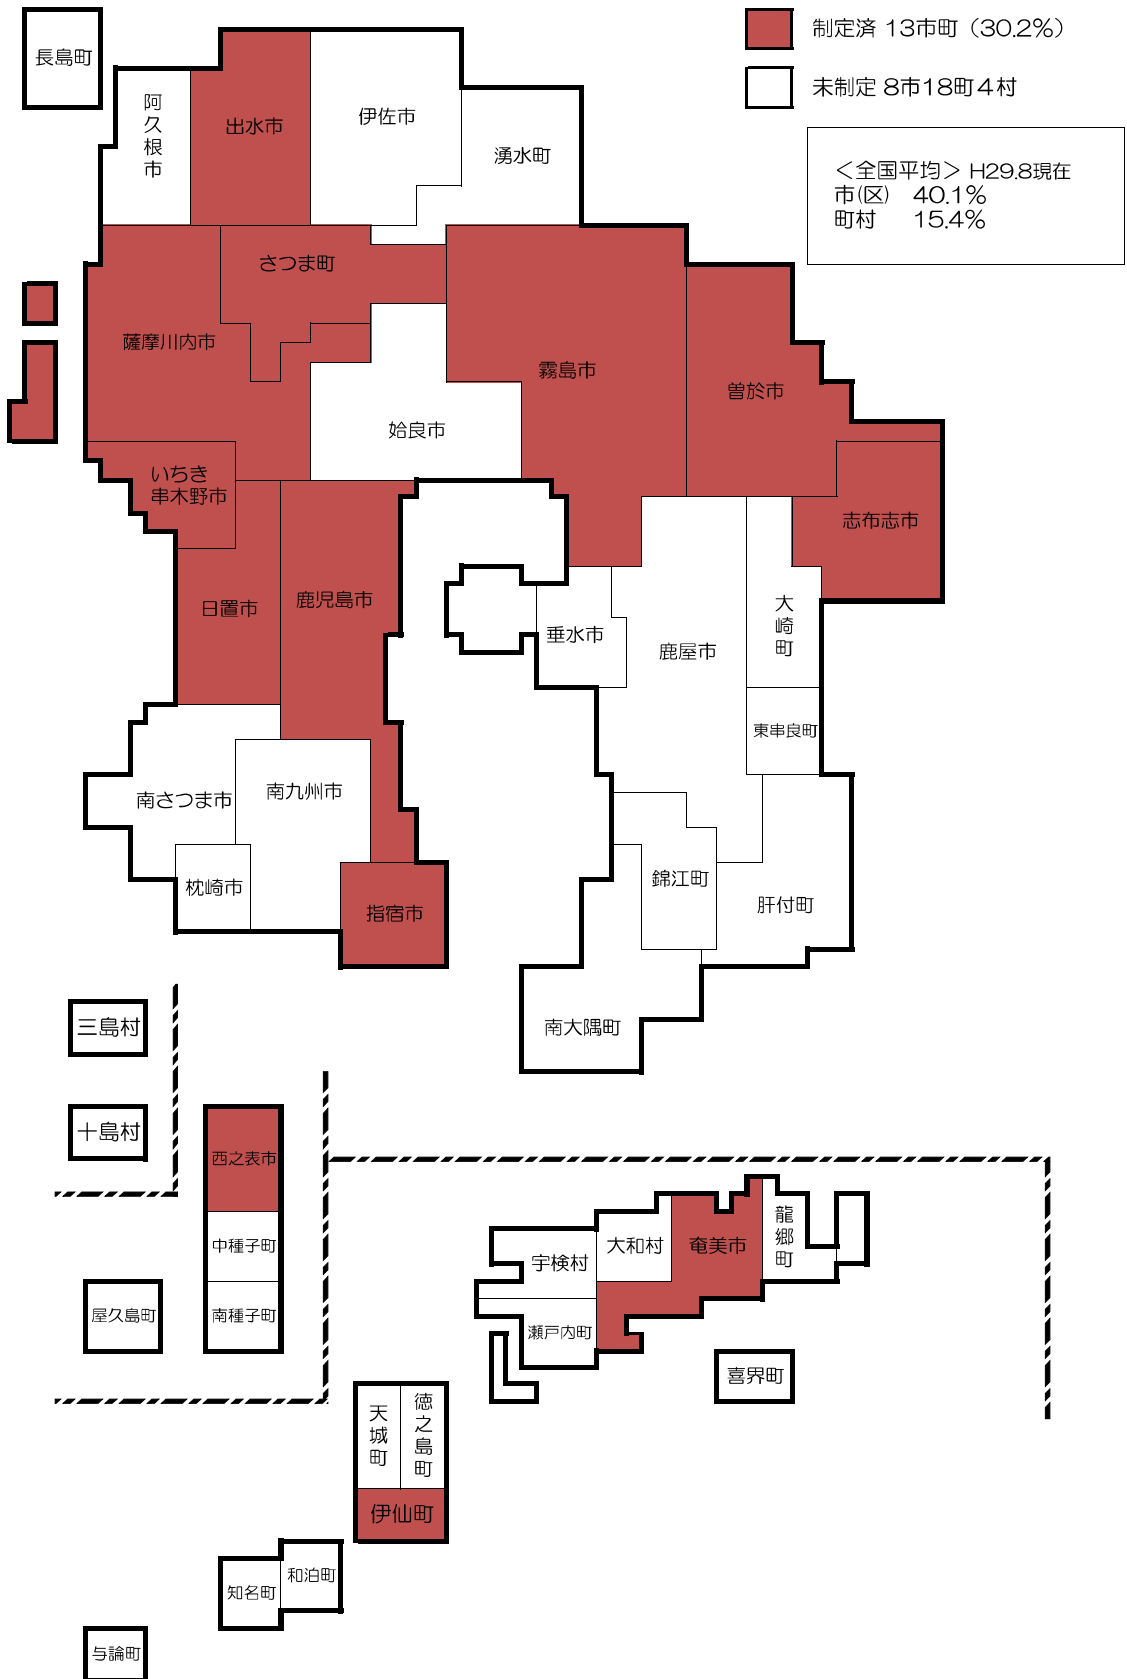 長島町
制定済 13市町（30.2％）
未制定 8市18町4村
＜全国平均＞ H29.8現在
市(区)　40.1％
町村　　15.4％
阿久根市
出水市
伊佐市
湧水町
さつま町
薩摩川内市
霧島市
曽於市
姶良市
いちき
串木野市
志布志市
日置市
鹿児島市
垂水市
鹿屋市
大崎町
東串良町
南さつま市
南九州市
枕崎市
指宿市
錦江町
肝付町
南大隅町
三島村
十島村
西之表市
中種子町
南種子町
屋久島町
宇検村
大和村
奄美市
龍郷町
瀬戸内町
喜界町
天城町
徳之島町
伊仙町
知名町
和泊町
与論町